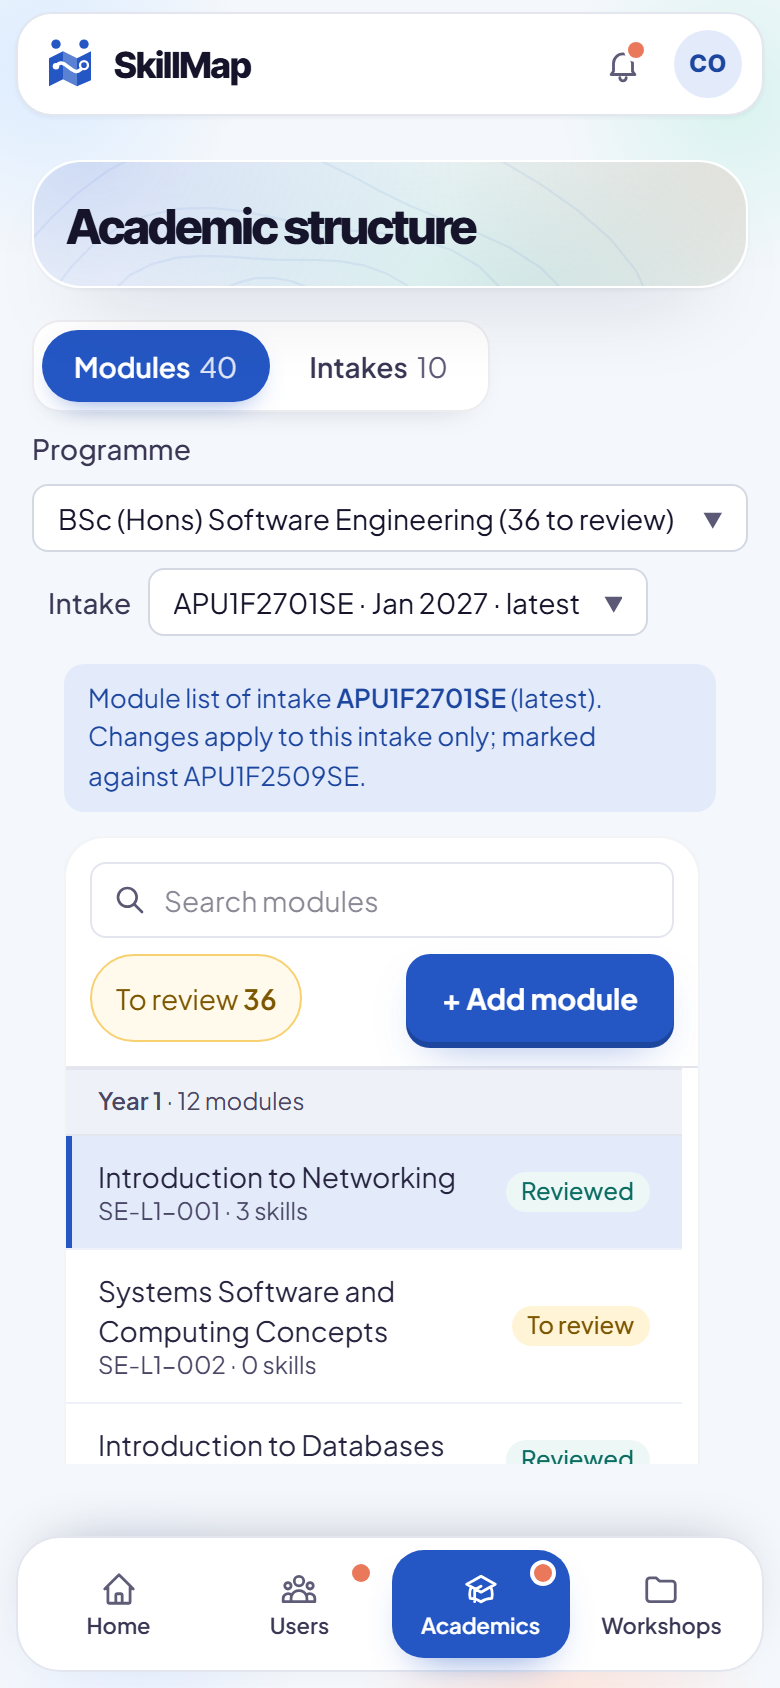 SkillMap
CO
Academic structure
Modules 40
Intakes 10
Programme
BSc (Hons) Software Engineering (36 to review)
Intake
APU1F2701SE · Jan 2027 · latest
Module list of intake APU1F2701SE (latest).
Changes apply to this intake only; marked
against APU1F2509SE.
Search modules
To review 36
+ Add module
Year 1 · 12 modules
Introduction to Networking
SE-L1-001 · 3 skills
Reviewed
Systems Software and
Computing Concepts
SE-L1-002 · 0 skills
To review
Introduction to Databases
Reviewed
Home
Users
Academics
Workshops